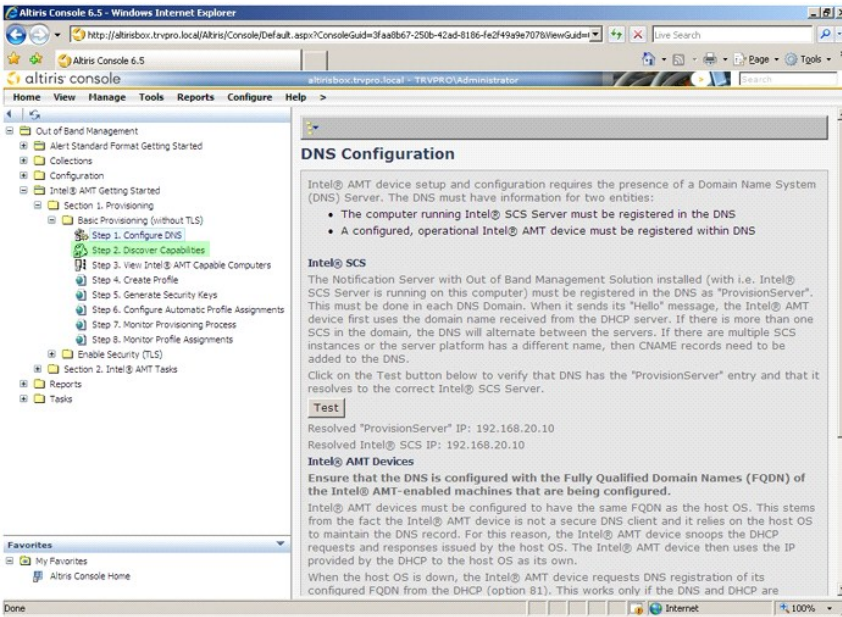 Altiris Console 6.5 - Windows Internet Explorer
http://altirisbox.trvpro.local/Altiris/Console/Default.aspx?ConsoleGuid=3faa8b67-250b-42ad-8186-fe2f49a9e707&ViewGuid=
Live Search
Altiris Console 6.5
Page
Tools
altiris console
altirisbox.trvpro.local - TRVPRO\Administrator
Search
Home View Manage Tools Reports Configure Help >
Out of Band Management
Alert Standard Format Getting Started
Collections
Configuration
Intel® AMT Getting Started
Section 1. Provisioning
Basic Provisioning (without TLS)
Step 1. Configure DNS
Step 2. Discover Capabilities
Step 3. View Intel® AMT Capable Computers
Step 4. Create Profile
Step 5. Generate Security Keys
Step 6. Configure Automatic Profile Assignments
Step 7. Monitor Provisioning Process
Step 8. Monitor Profile Assignments
Enable Security (TLS)
Section 2. Intel® AMT Tasks
Reports
Tasks
Favorites
My Favorites
Altiris Console Home
DNS Configuration
Intel® AMT device setup and configuration requires the presence of a Domain Name System
(DNS) Server. The DNS must have information for two entities:
• The computer running Intel® SCS Server must be registered in the DNS
• A configured, operational Intel® AMT device must be registered within DNS
Intel® SCS
The Notification Server with Out of Band Management Solution installed (with i.e. Intel®
SCS Server is running on this computer) must be registered in the DNS as "ProvisionServer".
This must be done in each DNS Domain. When it sends its "Hello" message, the Intel® AMT
device first uses the domain name received from the DHCP server. If there is more than one
SCS in the domain, the DNS will alternate between the servers. If there are multiple SCS
instances or the server platform has a different name, then CNAME records need to be
added to the DNS.
Click on the Test button below to verify that DNS has the "ProvisionServer" entry and that it
resolves to the correct Intel® SCS Server.
Test
Resolved "ProvisionServer" IP: 192.168.20.10
Resolved Intel® SCS IP: 192.168.20.10
Intel® AMT Devices
Ensure that the DNS is configured with the Fully Qualified Domain Names (FQDN) of
the Intel® AMT-enabled machines that are being configured.
Intel® AMT devices must be configured to have the same FQDN as the host OS. This stems
from the fact the Intel® AMT device is not a secure DNS client and it relies on the host OS
to maintain the DNS record. For this reason, the Intel® AMT device snoops the DHCP
requests and responses issued by the host OS. The Intel® AMT device then uses the IP
provided by the DHCP to the host OS as its own.
When the host OS is down, the Intel® AMT device requests DNS registration of its
configured FQDN from the DHCP (option 81). This works only if the DNS and DHCP are
Done
Internet
100%